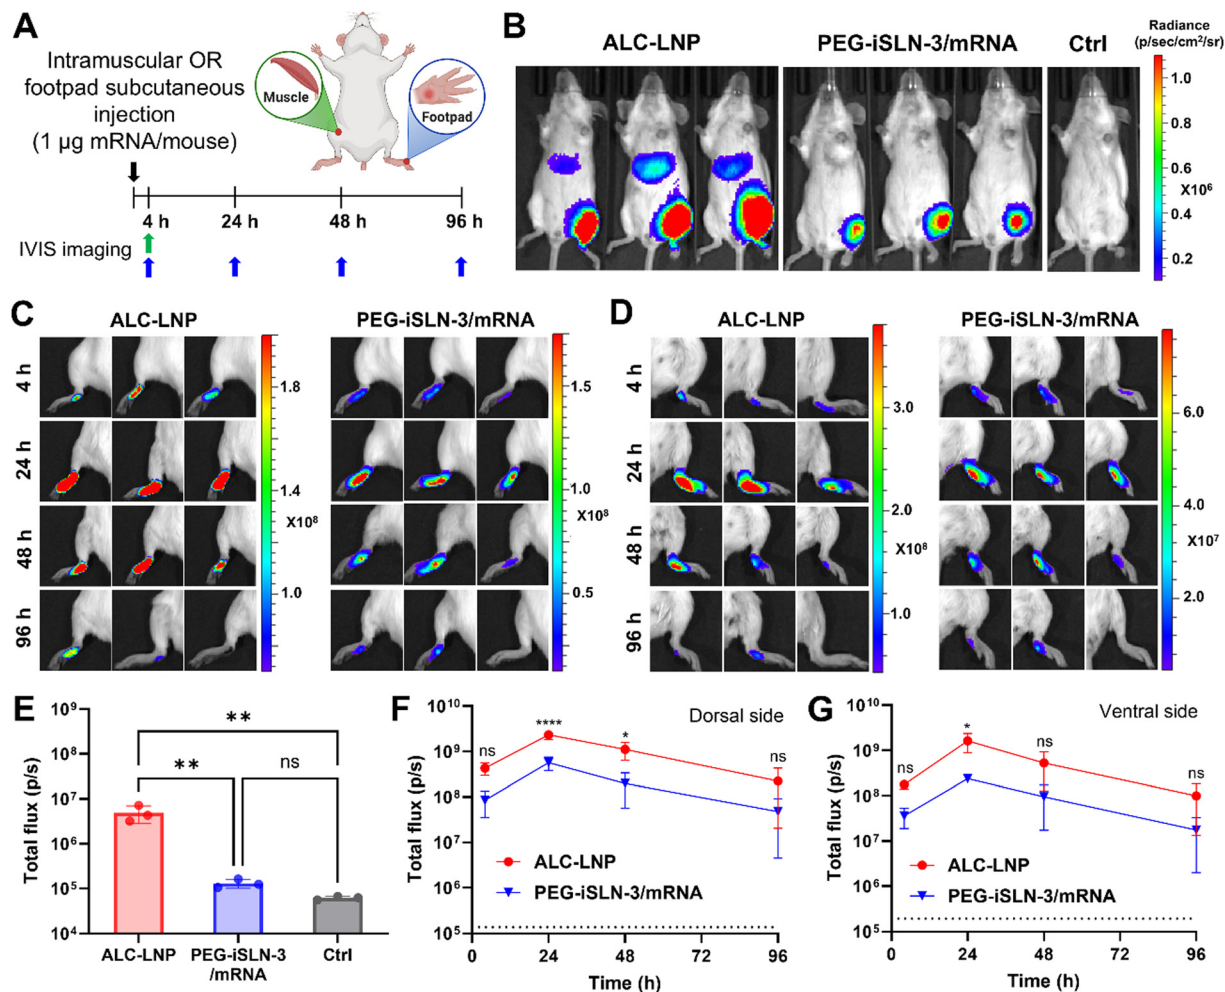 A
Intramuscular OR
footpad subcutaneous
injection
(1 µg mRNA/mouse)
Muscle
Footpad
4 h
24 h
48 h
96 h
IVIS imaging
B
ALC-LNP
PEG-iSLN-3/mRNA
Ctrl
Radiance
(p/sec/cm²/sr)
1.0
0.8
0.6
X10⁶
0.4
0.2
C
ALC-LNP
PEG-iSLN-3/mRNA
4 h
24 h
48 h
96 h
1.8
1.4
X10⁸
1.0
1.5
1.0
X10⁸
0.5
D
ALC-LNP
PEG-iSLN-3/mRNA
4 h
24 h
48 h
96 h
3.0
2.0
X10⁸
1.0
6.0
4.0
X10⁷
2.0
E
Total flux (p/s)
10⁹
10⁸
10⁷
10⁶
10⁵
10⁴
**
**
ns
ALC-LNP
PEG-iSLN-3
/mRNA
Ctrl
F
Dorsal side
Total flux (p/s)
10¹⁰
10⁹
10⁸
10⁷
10⁶
10⁵
ns
****
*
ns
ALC-LNP
PEG-iSLN-3/mRNA
0
24
48
72
96
Time (h)
G
Ventral side
Total flux (p/s)
10¹⁰
10⁹
10⁸
10⁷
10⁶
10⁵
ns
*
ns
ns
ALC-LNP
PEG-iSLN-3/mRNA
0
24
48
72
96
Time (h)